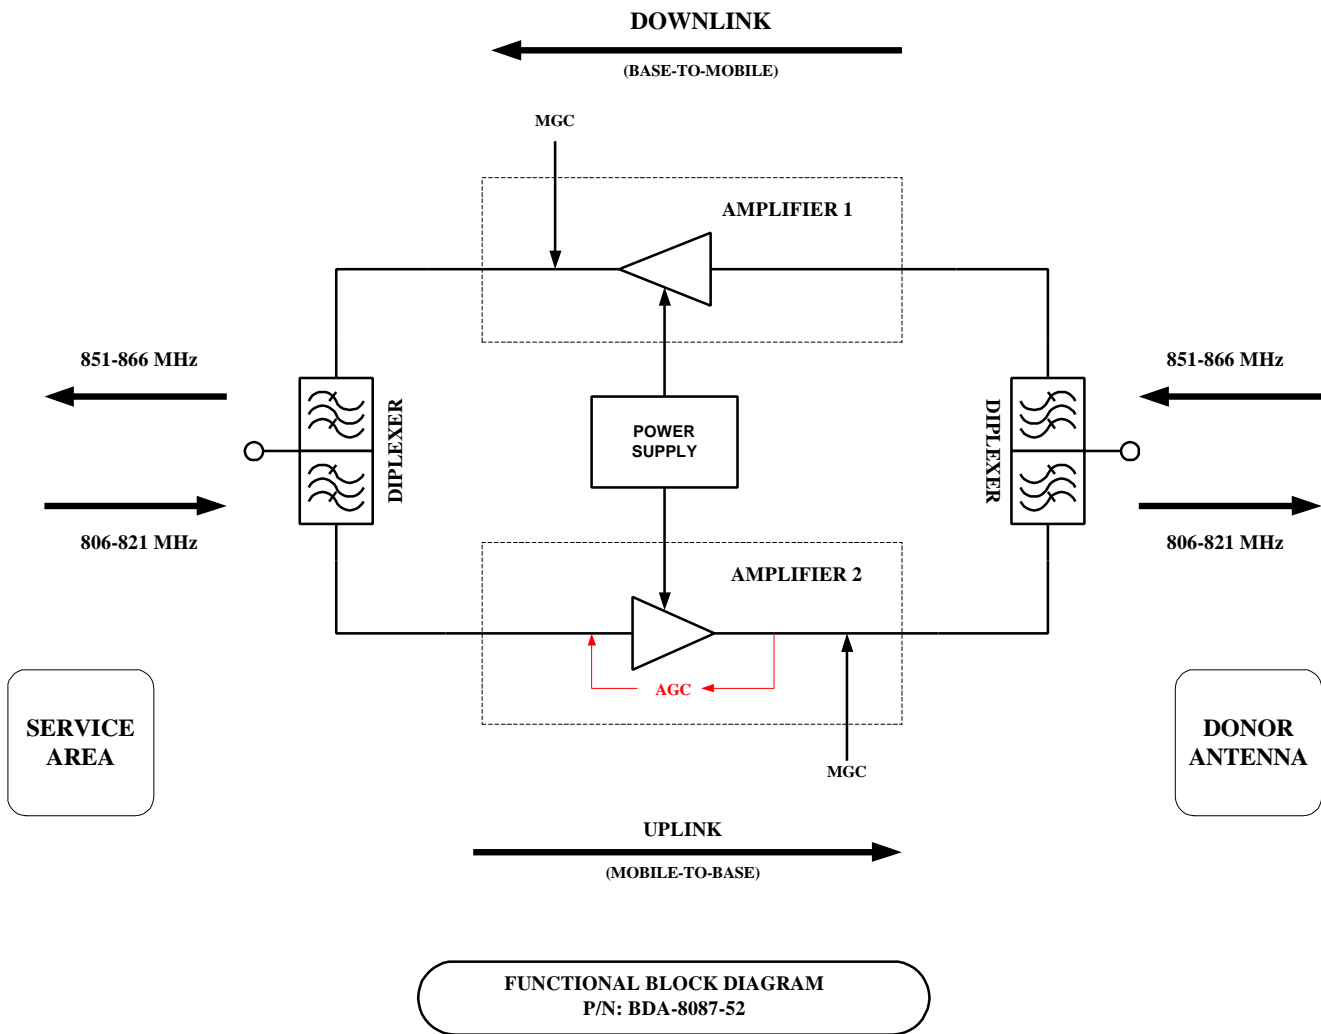 DOWNLINK
(BASE-TO-MOBILE)
MGC
AMPLIFIER 1
851-866 MHz
851-866 MHz
DIPLEXER
POWER
SUPPLY
DIPLEXER
806-821 MHz
806-821 MHz
AMPLIFIER 2
AGC
SERVICE
AREA
DONOR
ANTENNA
MGC
UPLINK
(MOBILE-TO-BASE)
FUNCTIONAL BLOCK DIAGRAM
P/N: BDA-8087-52